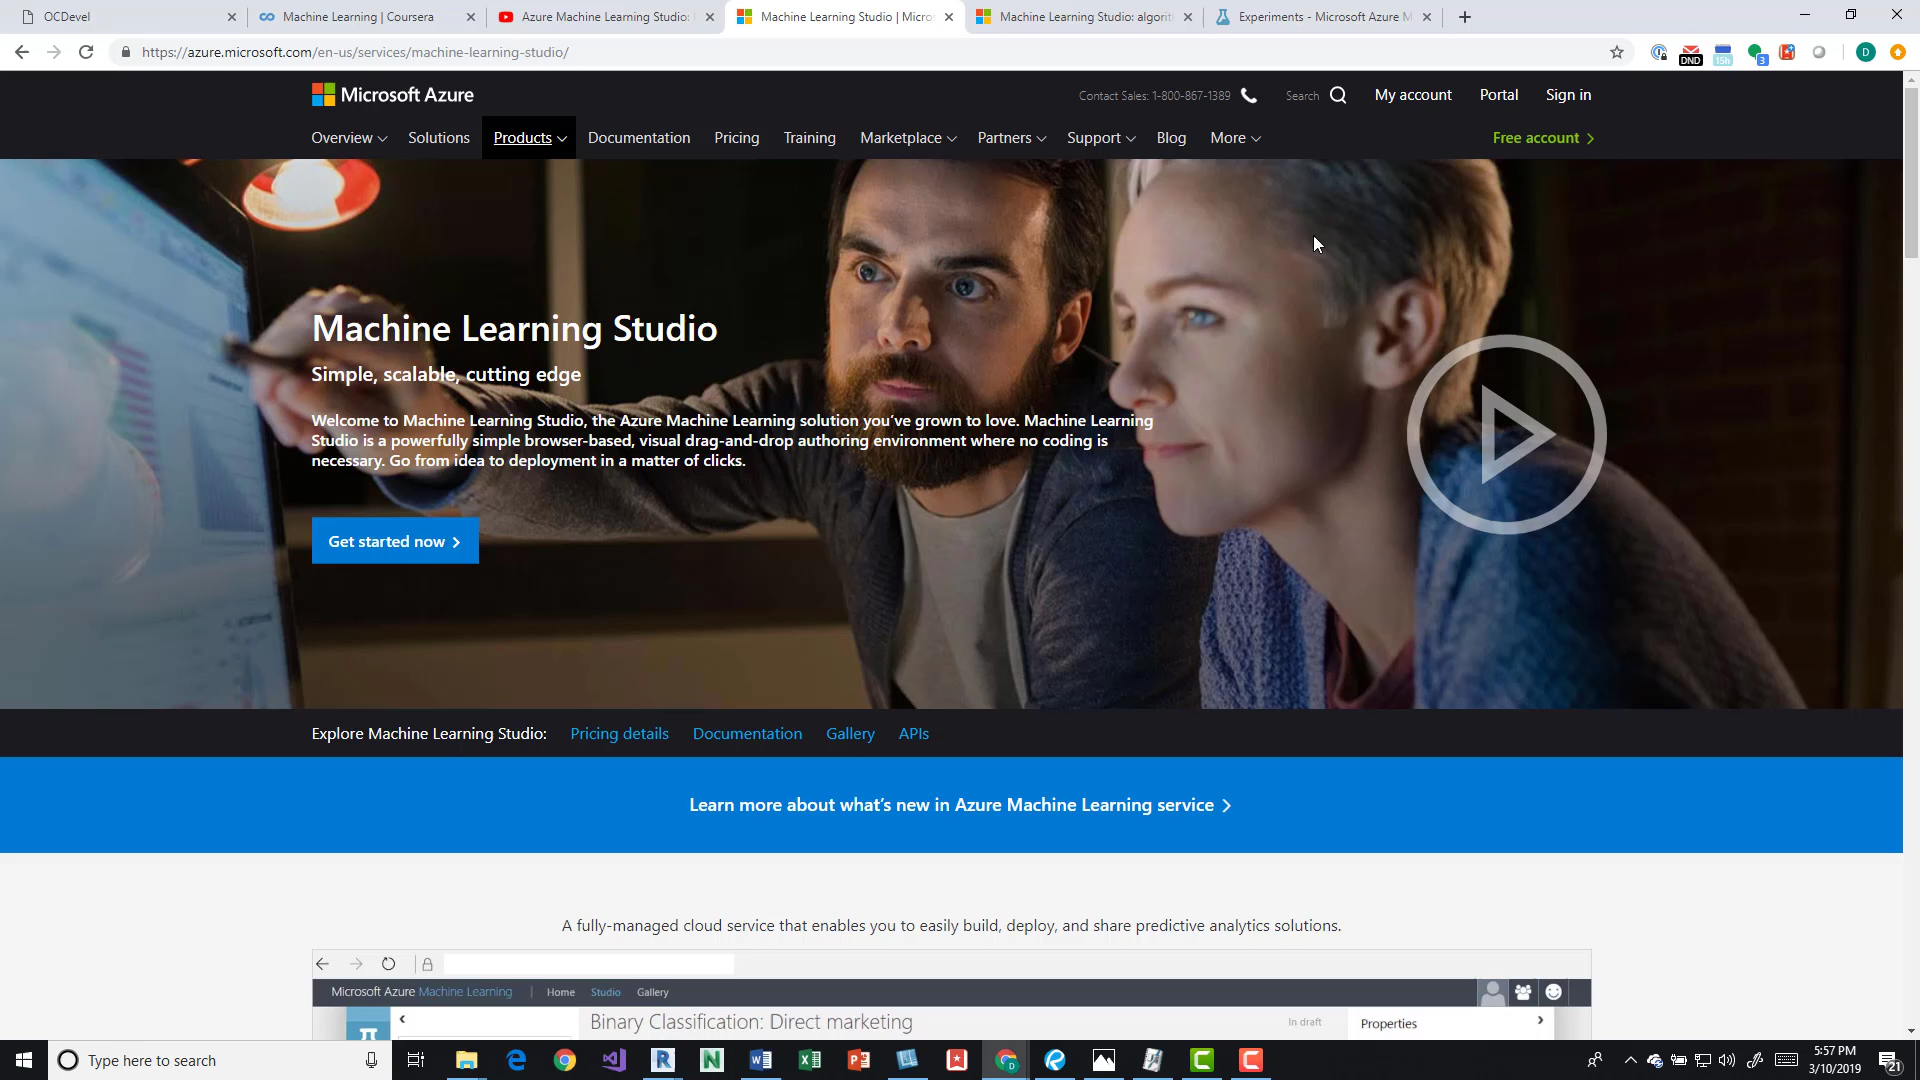 OCDevel
Machine Learning | Coursera
Azure Machine Learning Studio:
Machine Learning Studio | Micros
Machine Learning Studio: algorit
Experiments - Microsoft Azure M
https://azure.microsoft.com/en-us/services/machine-learning-studio/
DND
15h
3
D
Microsoft Azure
Contact Sales: 1-800-867-1389
Search
My account
Portal
Sign in
Overview
Solutions
Products
Documentation
Pricing
Training
Marketplace
Partners
Support
Blog
More
Free account
Machine Learning Studio
Simple, scalable, cutting edge
Welcome to Machine Learning Studio, the Azure Machine Learning solution you've grown to love. Machine Learning
Studio is a powerfully simple browser-based, visual drag-and-drop authoring environment where no coding is
necessary. Go from idea to deployment in a matter of clicks.
Get started now
Explore Machine Learning Studio:
Pricing details
Documentation
Gallery
APIs
Learn more about what's new in Azure Machine Learning service
A fully-managed cloud service that enables you to easily build, deploy, and share predictive analytics solutions.
Microsoft Azure Machine Learning
Home
Studio
Gallery
Binary Classification: Direct marketing
In draft
Properties
Type here to search
5:57 PM
3/10/2019
21